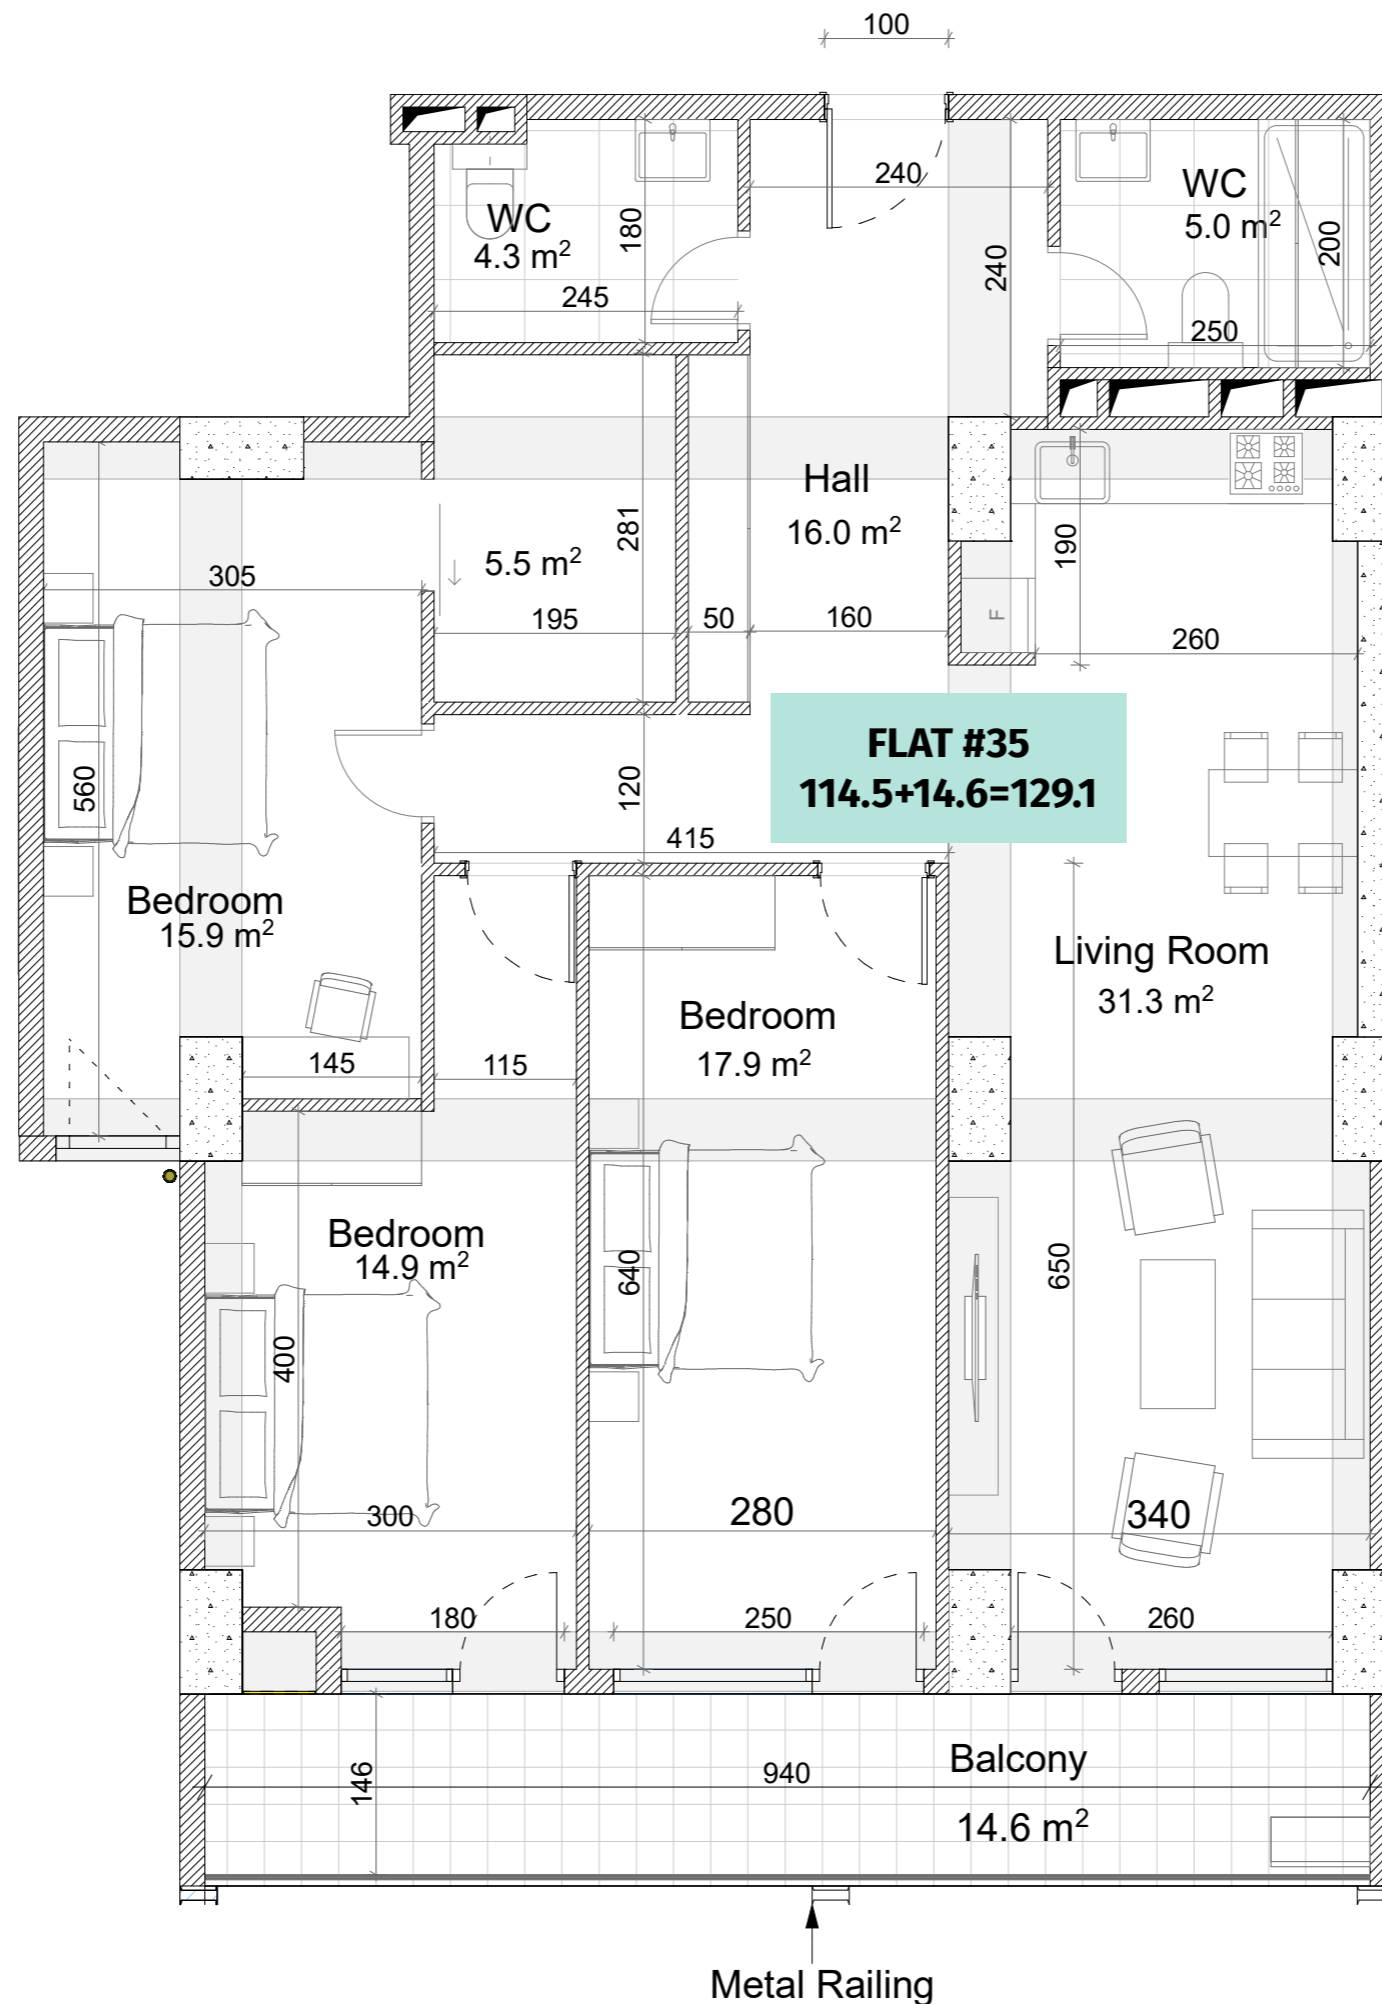 100
240
WC
4.3 m²
180
245
WC
5.0 m²
200
240
250
Hall
16.0 m²
281
5.5 m²
190
305
195
50
160
F
260
FLAT #35
114.5+14.6=129.1
560
120
415
Bedroom
15.9 m²
Living Room
31.3 m²
Bedroom
17.9 m²
145
115
Bedroom
14.9 m²
640
650
400
300
280
340
180
250
260
Balcony
14.6 m²
146
940
Metal Railing